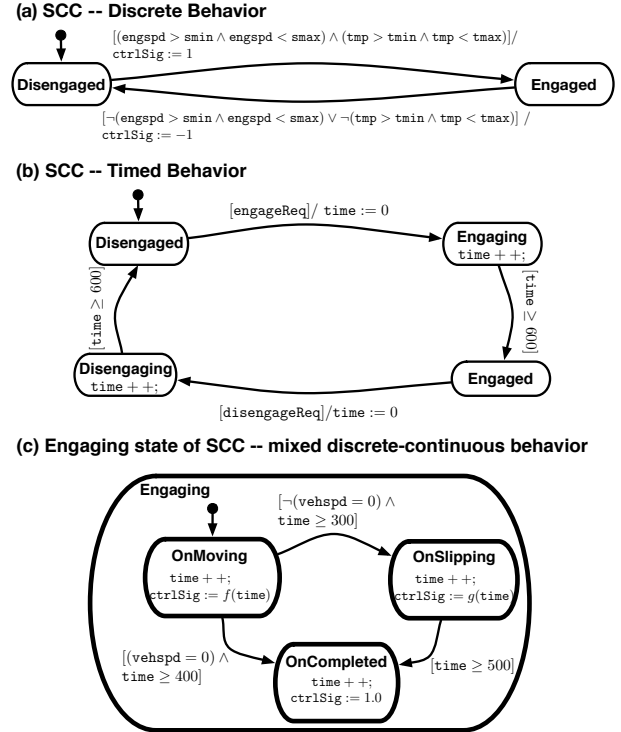 (a) SCC -- Discrete Behavior
[(engspd > smin ∧ engspd < smax) ∧ (tmp > tmin ∧ tmp < tmax)]/
ctrlSig := 1
Disengaged
Engaged
[¬(engspd > smin ∧ engspd < smax) ∨ ¬(tmp > tmin ∧ tmp < tmax)] /
ctrlSig := −1
(b) SCC -- Timed Behavior
[engageReq]/ time := 0
Disengaged
Engaging
time + +;
[time ≥ 600]
[time ≥ 600]
Disengaging
time + +;
Engaged
[disengageReq]/time := 0
(c) Engaging state of SCC -- mixed discrete-continuous behavior
Engaging
[¬(vehspd = 0) ∧
time ≥ 300]
OnMoving
time + +;
ctrlSig := f(time)
OnSlipping
time + +;
ctrlSig := g(time)
[(vehspd = 0) ∧
time ≥ 400]
OnCompleted
time + +;
ctrlSig := 1.0
[time ≥ 500]